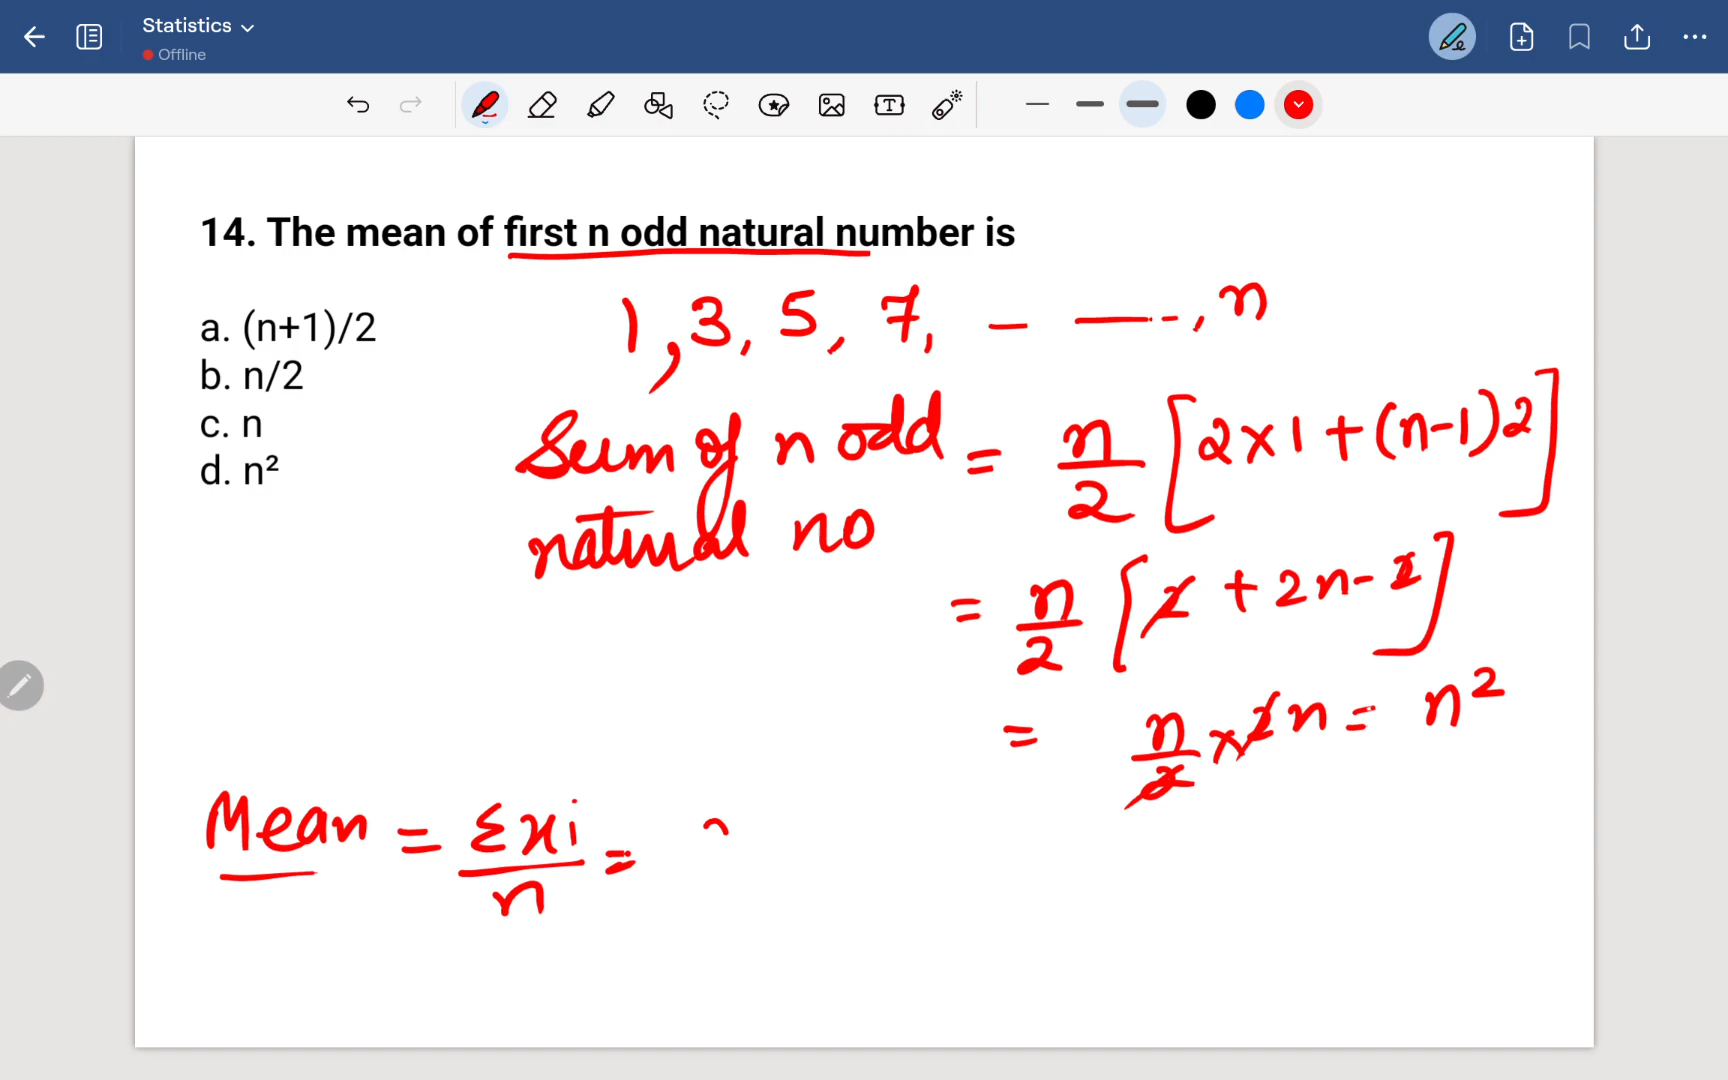 Statistics
Offline
14. The mean of first n odd natural number is
a. (n+1)/2
b. n/2
c. n
d. n²
1, 3, 5, 7, - — - -, n
Sum of n odd natural no = n/2 [2 x 1 + (n-1)2]
= n/2 [2 + 2n - 2]
= n/2 x 2n = n²
Mean = Σxi/n =